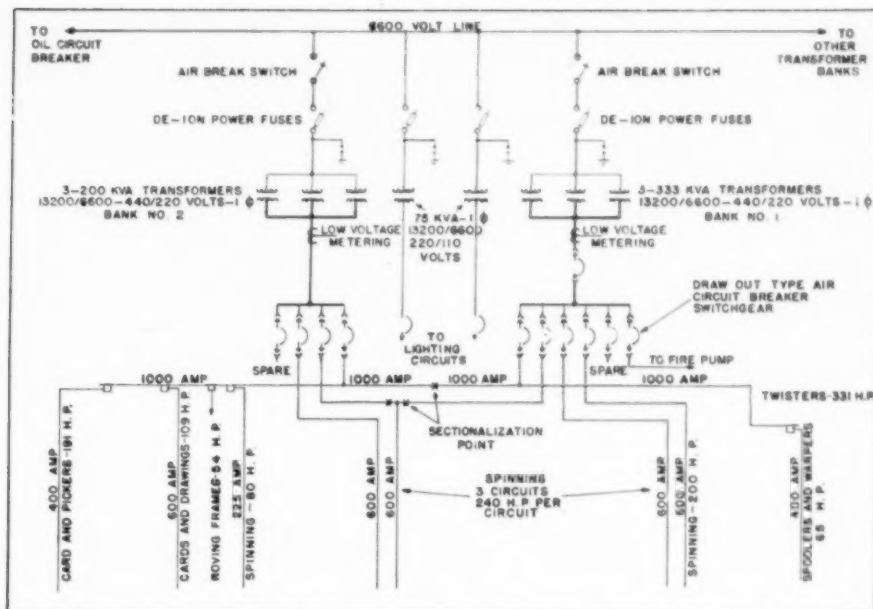 6600 VOLT LINE
TO
OIL CIRCUIT
BREAKER
TO
OTHER
TRANSFORMER
BANKS
AIR BREAK SWITCH
AIR BREAK SWITCH
DE-ION POWER FUSES
DE-ION POWER FUSES
3-200 KVA TRANSFORMERS
13200/6600-440/220 VOLTS-1 ϕ
BANK NO. 2
75 KVA-1 ϕ
13200/6600
220/110
VOLTS
3-333 KVA TRANSFORMERS
13200/6600-440/220 VOLTS-1 ϕ
BANK NO. 1
LOW VOLTAGE
METERING
LOW VOLTAGE
METERING
DRAW OUT TYPE AIR
CIRCUIT BREAKER
SWITCHGEAR
TO
LIGHTING
CIRCUITS
SPARE
SPARE
TO FIRE PUMP
1000 AMP
1000 AMP
1000 AMP
1000 AMP
TWISTERS-331 H.P.
SECTIONALIZATION
POINT
400 AMP
CARD AND PICKERS-191 H.P.
600 AMP
CARDS AND DRAWINGS-109 H.P.
ROVING FRAMES-54 H.P.
225 AMP
SPINNING-80 H.P.
600 AMP
600 AMP
SPINNING
3 CIRCUITS
240 H.P. PER
CIRCUIT
600 AMP
600 AMP
SPINNING-200 H.P.
400 AMP
SPOOLERS AND WARPERS
65 H.P.